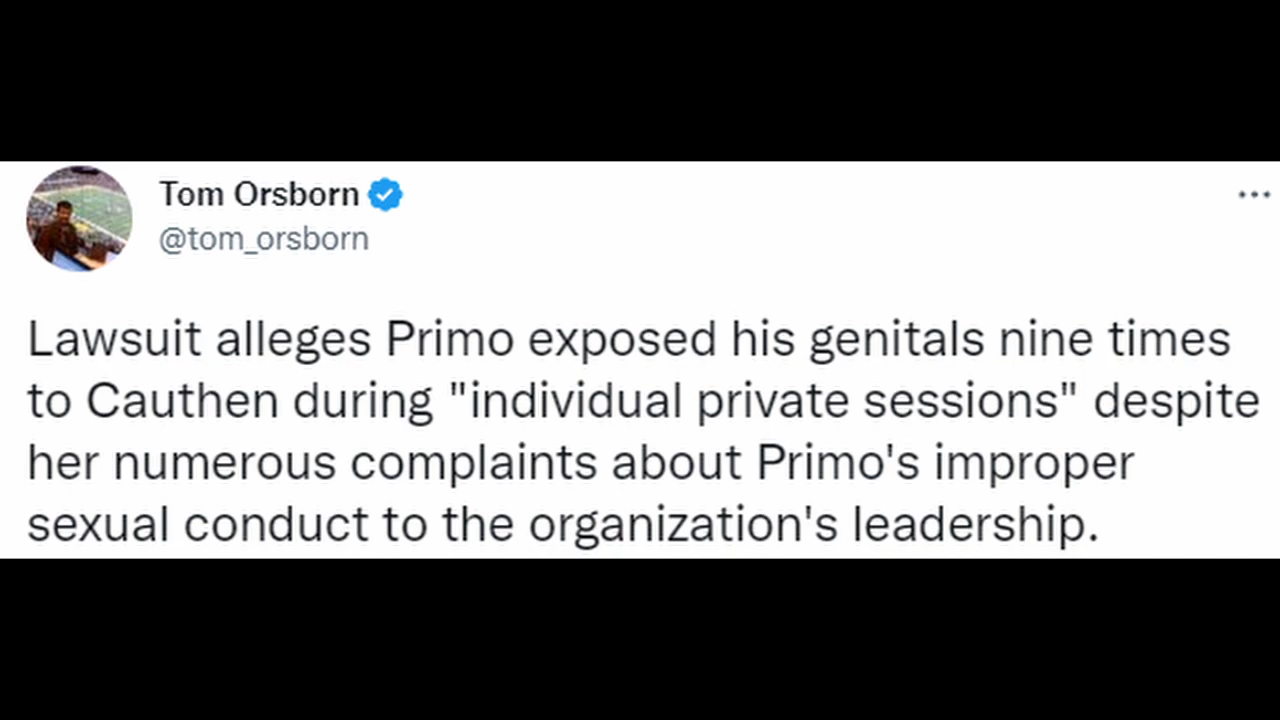 Tom Orsborn
@tom_orsborn
Lawsuit alleges Primo exposed his genitals nine times
to Cauthen during "individual private sessions" despite
her numerous complaints about Primo's improper
sexual conduct to the organization's leadership.